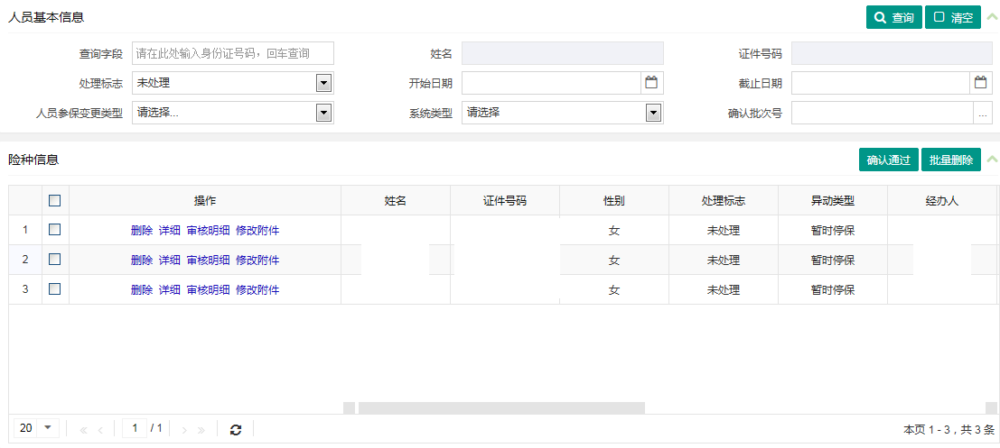 人员基本信息 查询 清空
查询字段 请在此处输入身份证号码，回车查询 姓名 证件号码
处理标志 未处理 开始日期 截止日期
人员参保变更类型 请选择... 系统类型 请选择 确认批次号 ...
险种信息 确认通过 批量删除
操作 姓名 证件号码 性别 处理标志 异动类型 经办人
1 删除 详细 审核明细 修改附件 女 未处理 暂时停保
2 删除 详细 审核明细 修改附件 女 未处理 暂时停保
3 删除 详细 审核明细 修改附件 女 未处理 暂时停保
20 « ‹ 1 / 1 › » 本页 1 - 3，共 3 条